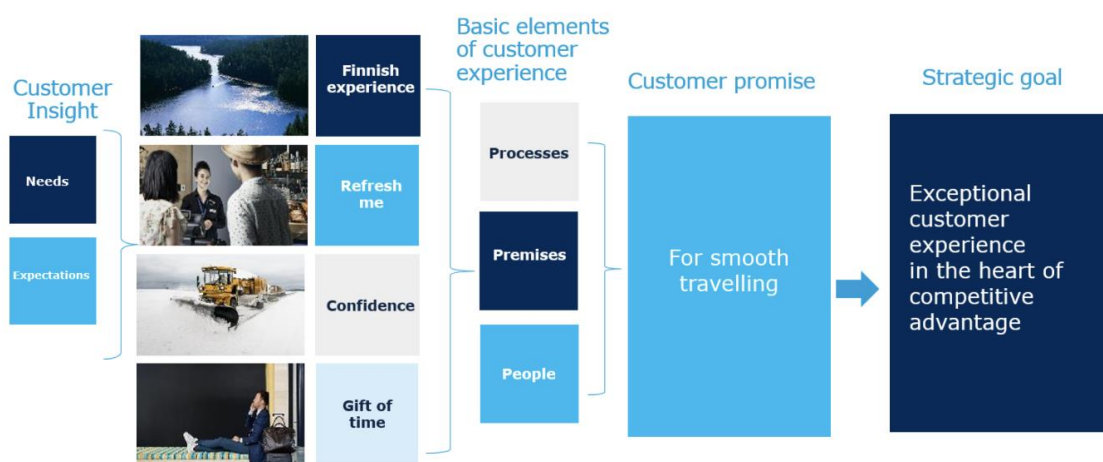 Customer
Insight
Needs
Expectations
Finnish
experience
Refresh
me
Confidence
Gift of
time
Basic elements
of customer
experience
Processes
Premises
People
Customer promise
For smooth
travelling
Strategic goal
Exceptional
customer
experience
in the heart of
competitive
advantage